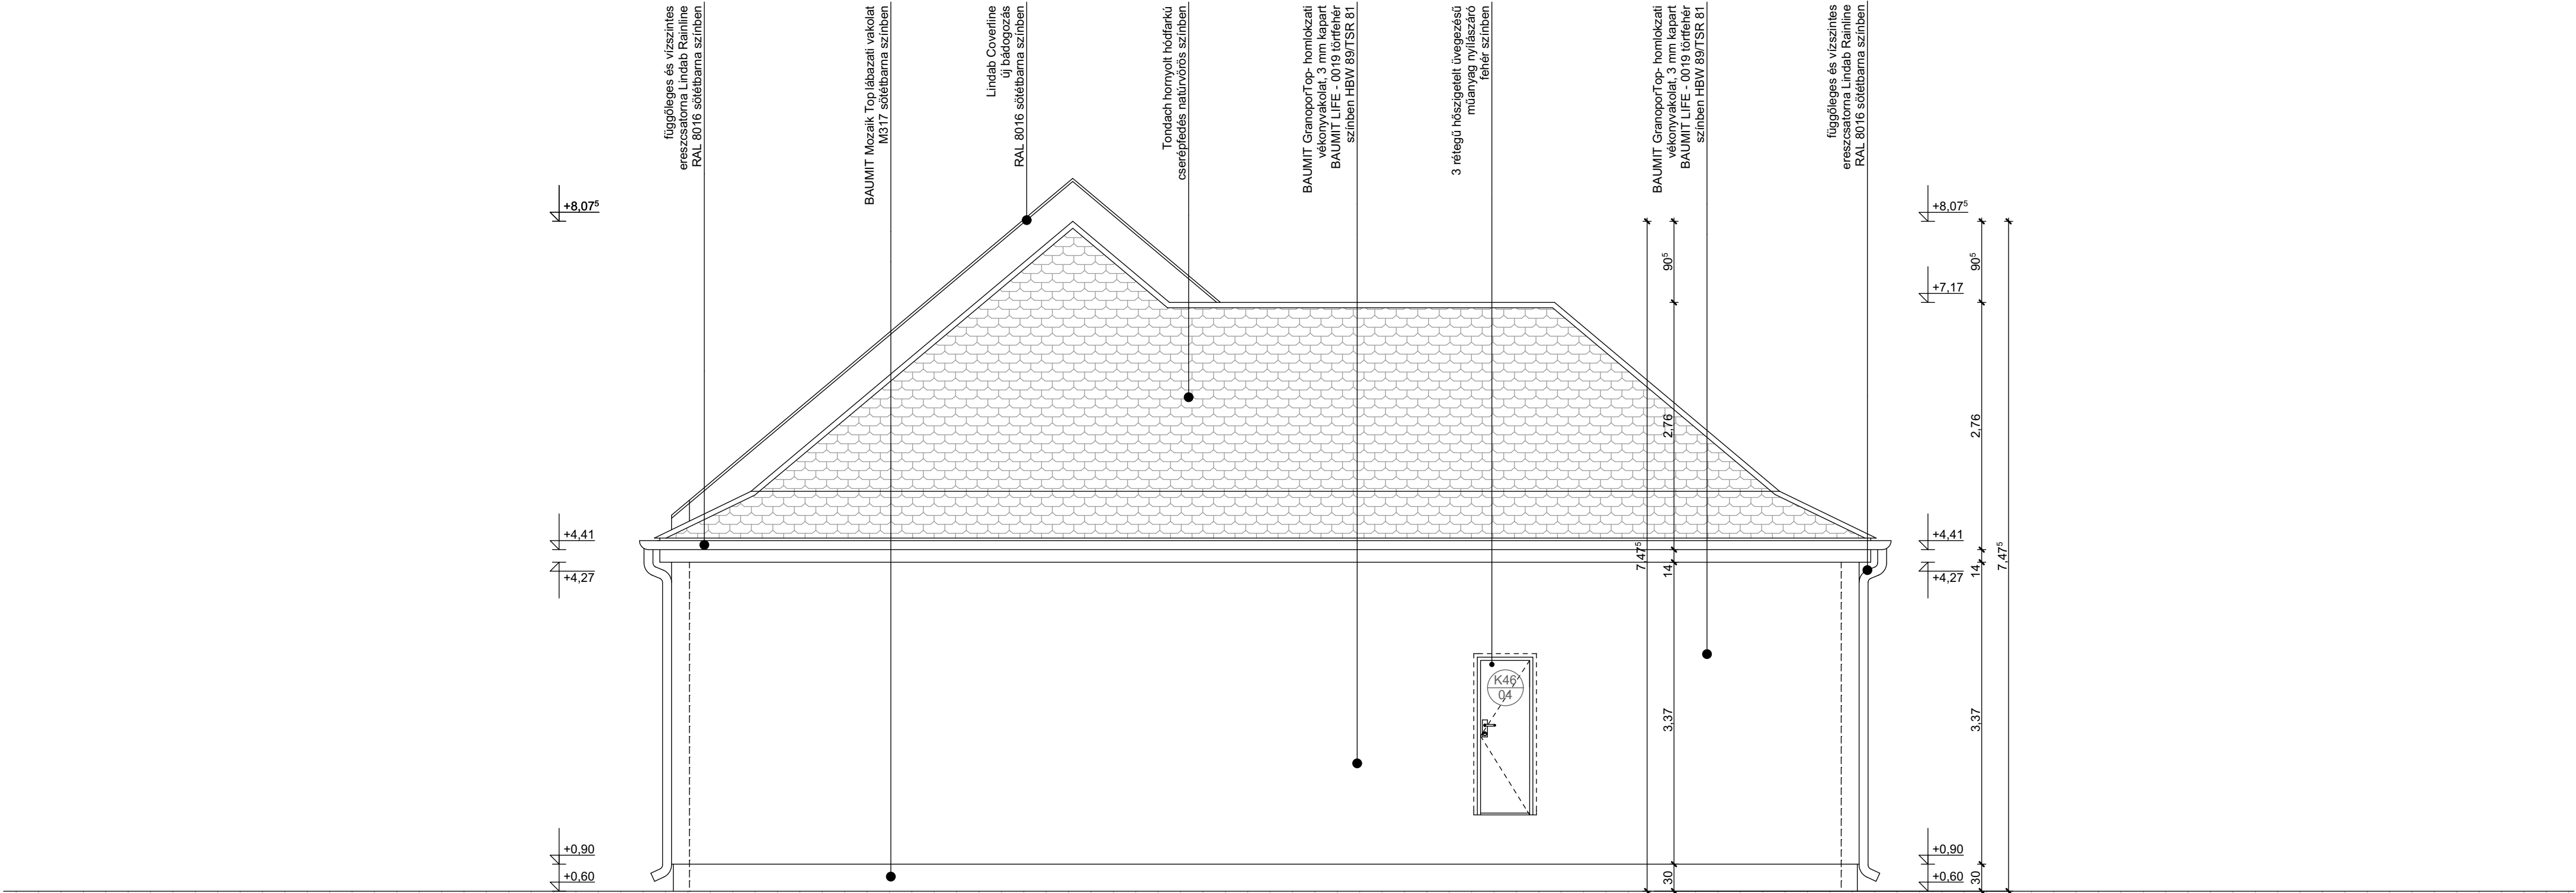 függőleges és vízszintes
ereszcsatorna Lindab Rainline
RAL 8016 sötétbarna színben
BAUMIT Mozaik Top lábazati vakolat
M317 sötétbarna színben
Lindab Coverline
új bádogozás
RAL 8016 sötétbarna színben
Tondach hornyolt hódfarkú
cserépfedés natúrvörös színben
BAUMIT GranoporTop- homlokzati
vékonyvakolat, 3 mm kapart
BAUMIT LIFE - 0019 törtfehér
színben HBW 89/TSR 81
3 rétegű hőszigetelt üvegezésű
műanyag nyílászáró
fehér színben
BAUMIT GranoporTop- homlokzati
vékonyvakolat, 3 mm kapart
BAUMIT LIFE - 0019 törtfehér
színben HBW 89/TSR 81
függőleges és vízszintes
ereszcsatorna Lindab Rainline
RAL 8016 sötétbarna színben
+8,07⁵
+4,41
+4,27
+0,90
+0,60
K46
04
7,47⁵
90⁵
2,76
14
3,37
30
+8,07⁵
+7,17
+4,41
+4,27
+0,90
+0,60
90⁵
2,76
14
3,37
30
7,47⁵